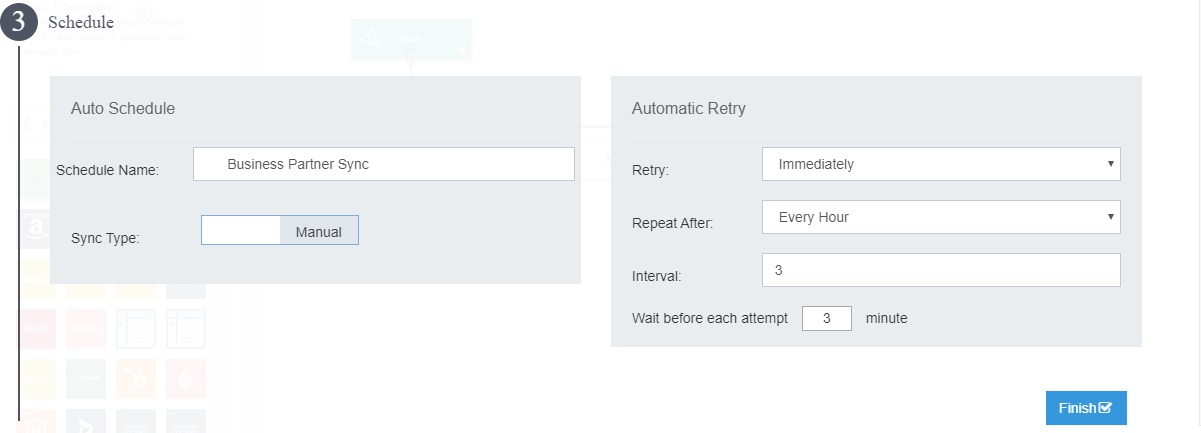 3 Schedule
Auto Schedule
Schedule Name: Business Partner Sync
Sync Type: Manual
Automatic Retry
Retry: Immediately
Repeat After: Every Hour
Interval: 3
Wait before each attempt 3 minute
Finish